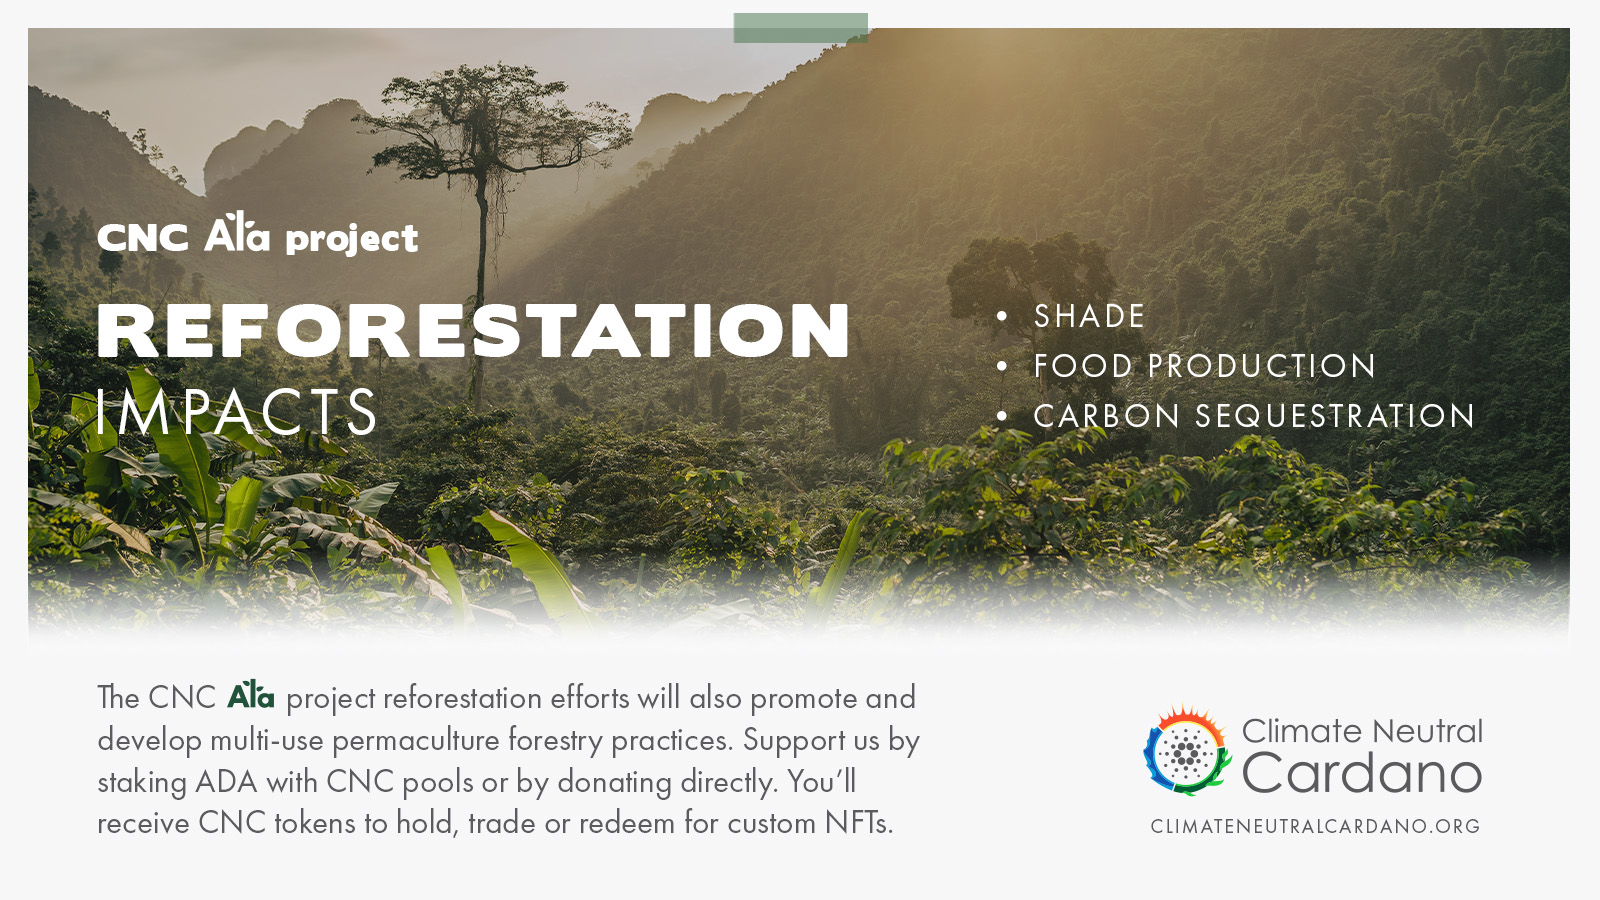 CNC Ala project
REFORESTATION
IMPACTS
• SHADE
• FOOD PRODUCTION
• CARBON SEQUESTRATION
The CNC Ala project reforestation efforts will also promote and
develop multi-use permaculture forestry practices. Support us by
staking ADA with CNC pools or by donating directly. You’ll
receive CNC tokens to hold, trade or redeem for custom NFTs.
Climate Neutral
Cardano
CLIMATENEUTRALCARDANO.ORG